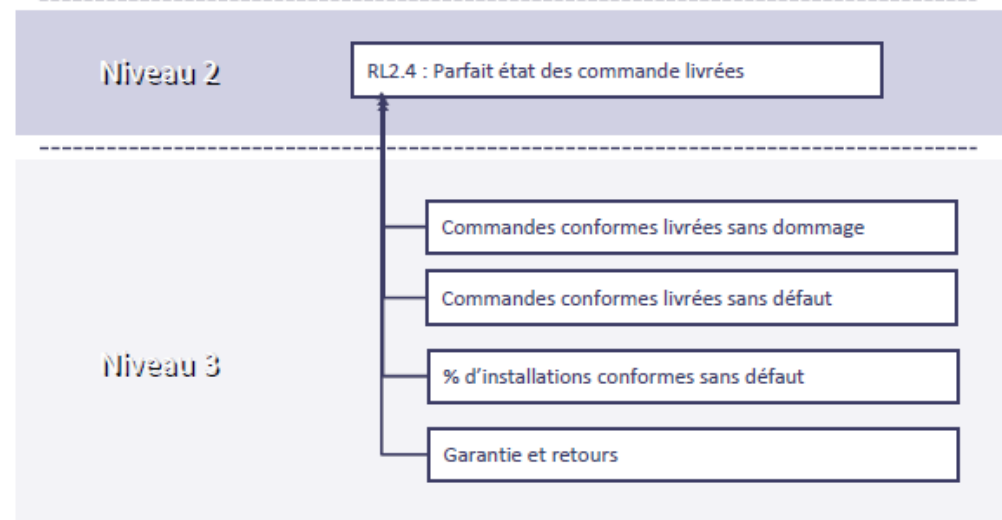 Niveau 2
RL2.4 : Parfait état des commande livrées
Commandes conformes livrées sans dommage
Commandes conformes livrées sans défaut
Niveau 3
% d'installations conformes sans défaut
Garantie et retours